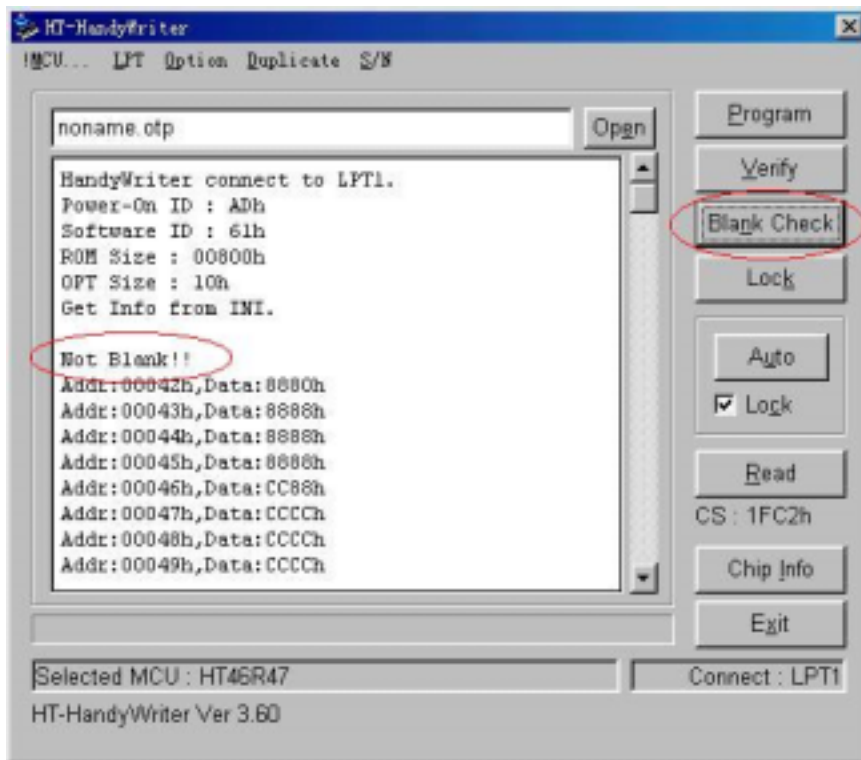 HT-HandyWriter
!MCU... LPT Option Duplicate S/N
noname.otp
Open
HandyWriter connect to LPT1.
Power-On ID : ADh
Software ID : 61h
ROM Size : 00800h
OPT Size : 10h
Get Info from INI.
Not Blank!!
Addr:00042h,Data:8880h
Addr:00043h,Data:8888h
Addr:00044h,Data:8888h
Addr:00045h,Data:8888h
Addr:00046h,Data:CC88h
Addr:00047h,Data:CCCCh
Addr:00048h,Data:CCCCh
Addr:00049h,Data:CCCCh
Program
Verify
Blank Check
Lock
Auto
Lock
Read
CS : 1FC2h
Chip Info
Exit
Selected MCU : HT46R47
Connect : LPT1
HT-HandyWriter Ver 3.60